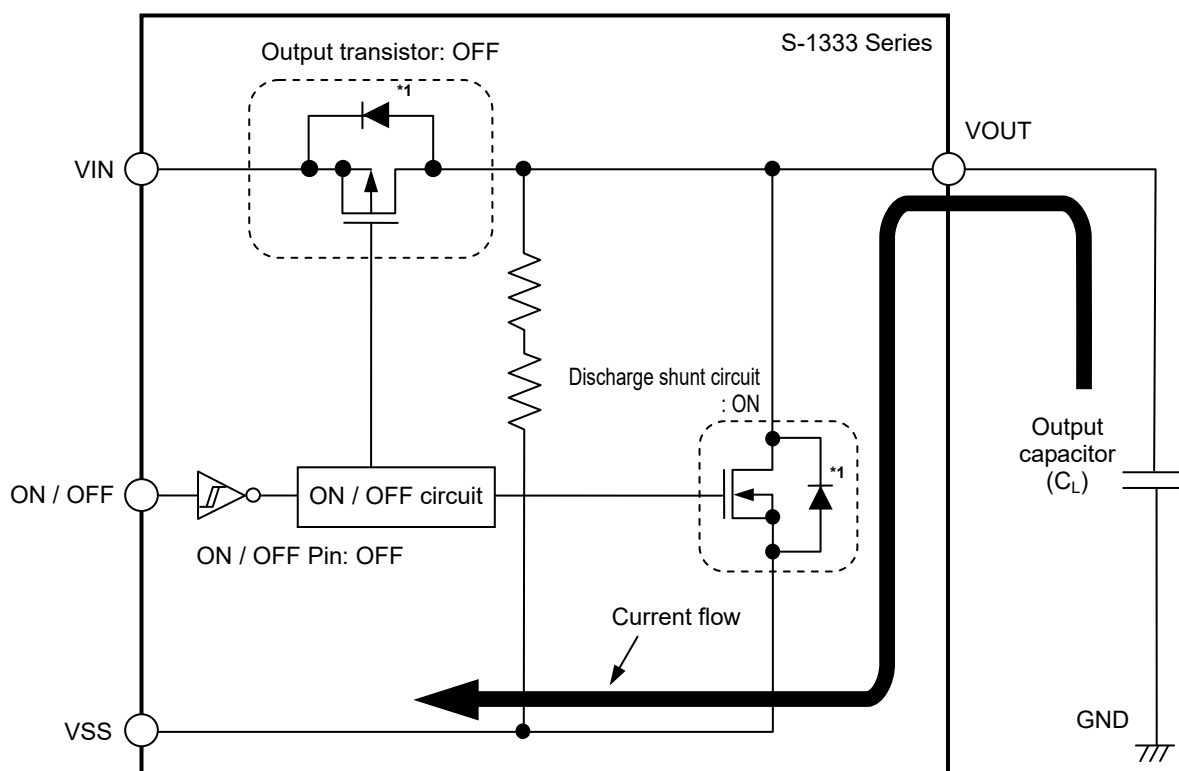 S-1333 Series
Output transistor: OFF
*1
VOUT
VIN
Discharge shunt circuit
: ON
*1
Output
capacitor
(CL)
ON / OFF
ON / OFF circuit
ON / OFF Pin: OFF
Current flow
GND
VSS